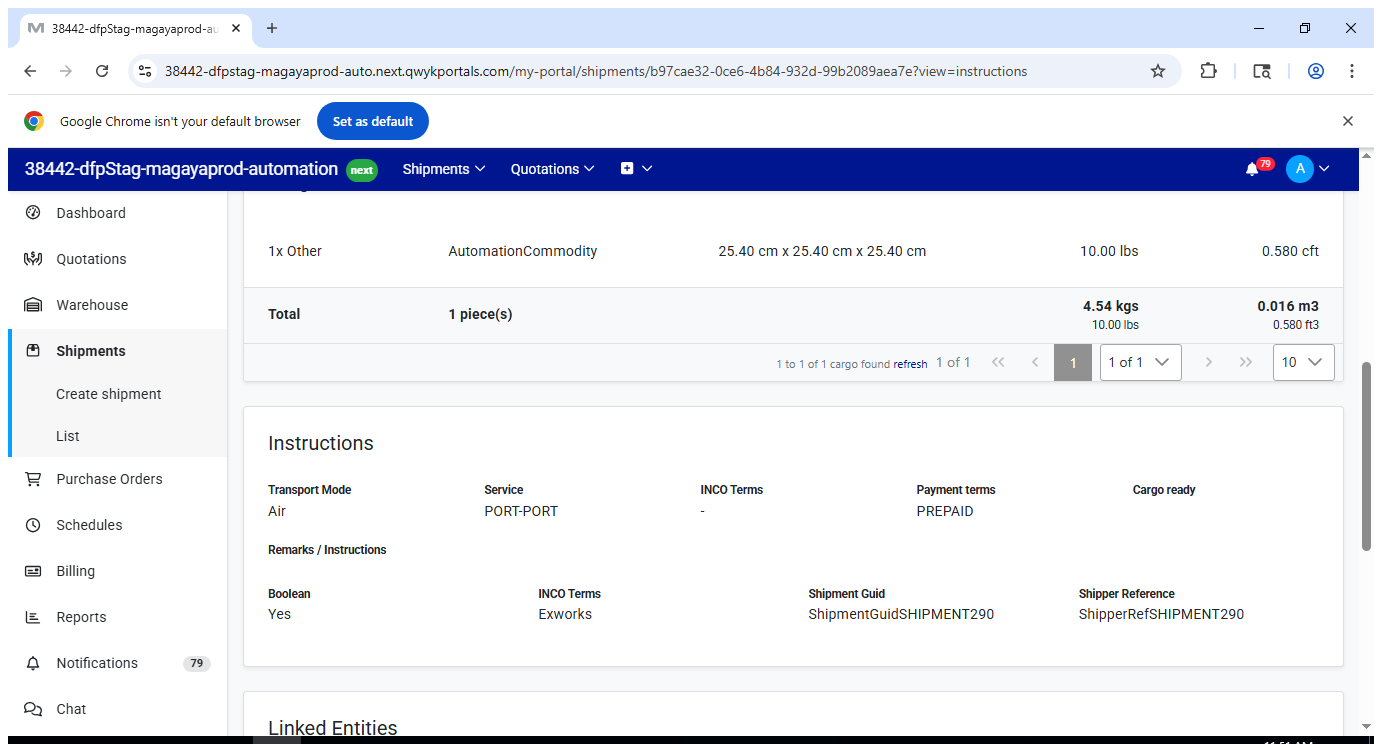 38442-dfpStag-magayaprod-au
38442-dfpstag-magayaprod-auto.next.qwykportals.com/my-portal/shipments/b97cae32-0ce6-4b84-932d-99b2089aea7e?view=instructions
Google Chrome isn't your default browser
Set as default
38442-dfpStag-magayaprod-automation next Shipments Quotations 79 A
Dashboard
Quotations
Warehouse
Shipments
Create shipment
List
Purchase Orders
Schedules
Billing
Reports
Notifications 79
Chat
1x Other AutomationCommodity 25.40 cm x 25.40 cm x 25.40 cm 10.00 lbs 0.580 cft
Total 1 piece(s) 4.54 kgs 0.016 m3
10.00 lbs 0.580 ft3
1 to 1 of 1 cargo found refresh 1 of 1 << < 1 1 of 1 > >> 10
Instructions
Transport Mode Service INCO Terms Payment terms Cargo ready
Air PORT-PORT - PREPAID
Remarks / Instructions
Boolean INCO Terms Shipment Guid Shipper Reference
Yes Exworks ShipmentGuidSHIPMENT290 ShipperRefSHIPMENT290
Linked Entities